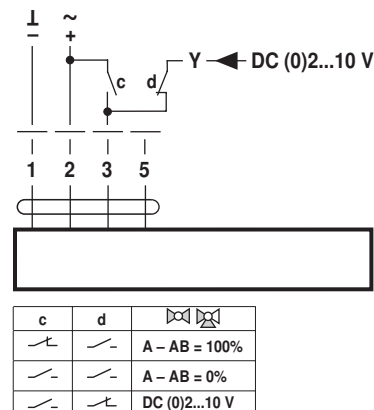 ⊥ ~
– +
c d Y DC (0)2...10 V
1 2 3 5
c d
A – AB = 100%
A – AB = 0%
DC (0)2...10 V